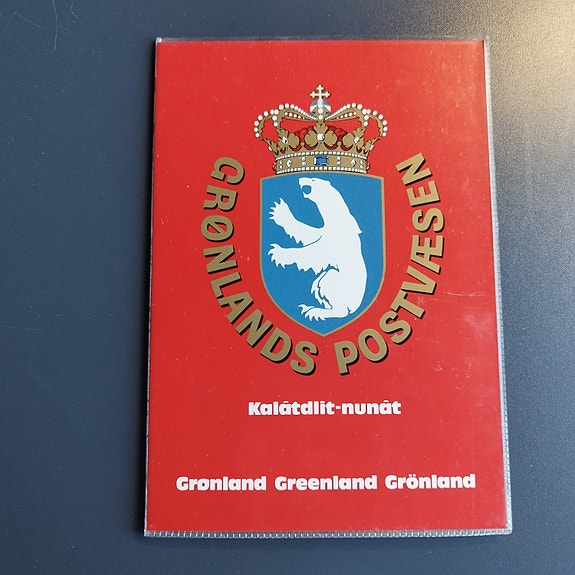 GRØNLANDS POSTVÆSEN
Kalâtdlit-nunât
Grønland Greenland Grönland